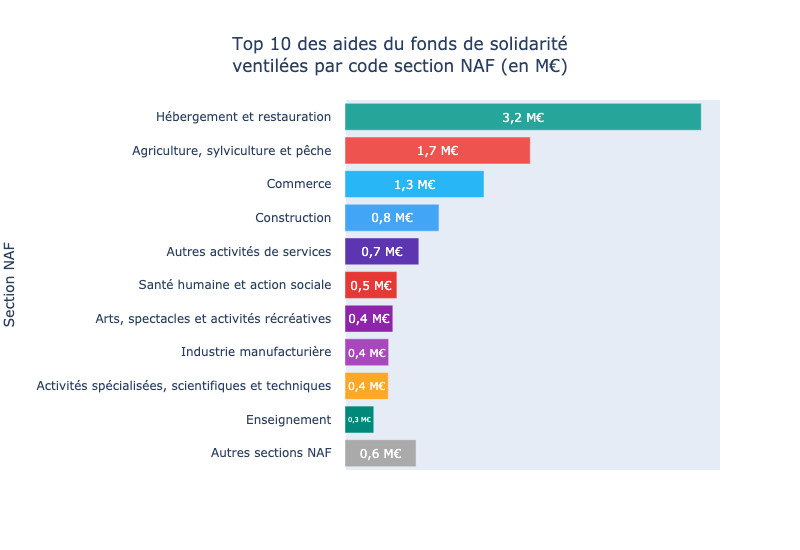 Top 10 des aides du fonds de solidarité
ventilées par code section NAF (en M€)
Section NAF
Hébergement et restauration 3,2 M€
Agriculture, sylviculture et pêche 1,7 M€
Commerce 1,3 M€
Construction 0,8 M€
Autres activités de services 0,7 M€
Santé humaine et action sociale 0,5 M€
Arts, spectacles et activités récréatives 0,4 M€
Industrie manufacturière 0,4 M€
Activités spécialisées, scientifiques et techniques 0,4 M€
Enseignement 0,3 M€
Autres sections NAF 0,6 M€